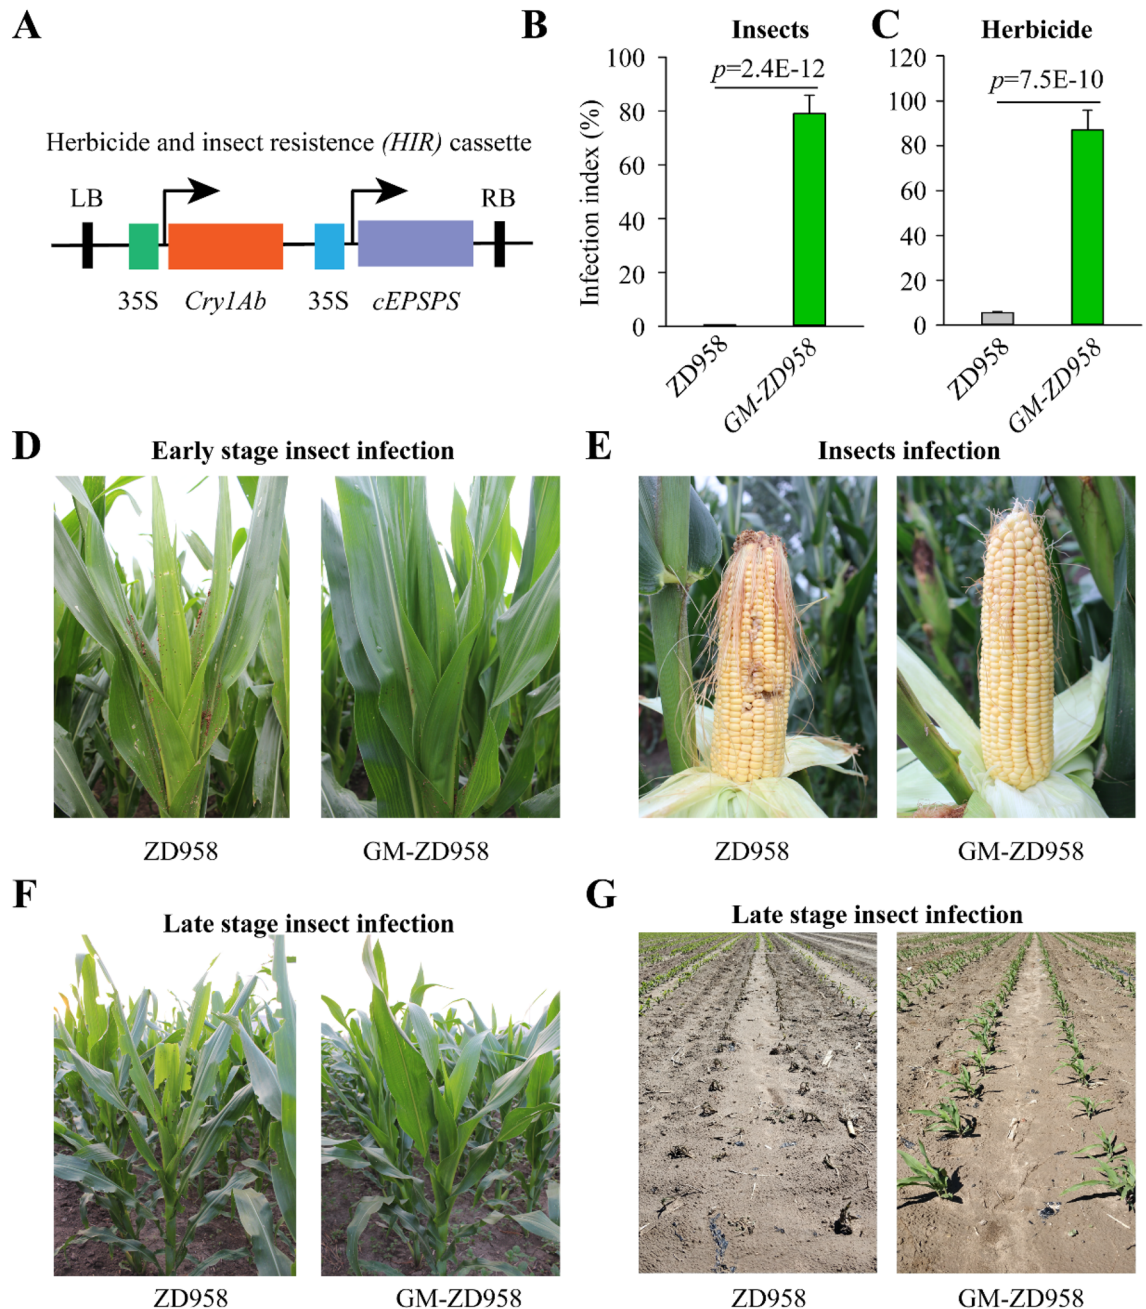 A
Herbicide and insect resistence (HIR) cassette
LB
RB
35S
Cry1Ab
35S
cEPSPS
B
Insects
Infection index (%)
100
80
60
40
20
0
p=2.4E-12
ZD958
GM-ZD958
C
Herbicide
120
100
80
60
40
20
0
p=7.5E-10
ZD958
GM-ZD958
D
Early stage insect infection
ZD958
GM-ZD958
E
Insects infection
ZD958
GM-ZD958
F
Late stage insect infection
ZD958
GM-ZD958
G
Late stage insect infection
ZD958
GM-ZD958